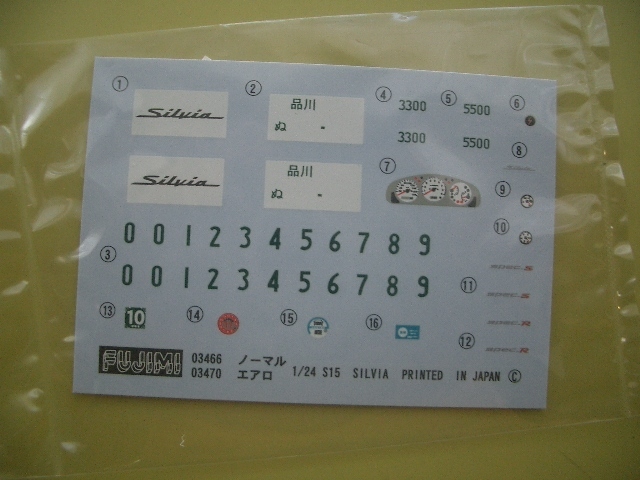 ① Silvia ② 品川 ぬ - ④ 3300 ⑤ 5500 ⑥
3300 5500
Silvia 品川 ぬ - ⑦ ⑧
⑨
⑩
③ 0 0 1 2 3 4 5 6 7 8 9
0 0 1 2 3 4 5 6 7 8 9 ⑪
⑬ 10 ⑭ ⑮ ⑯ ⑫
FUJIMI 03466 ノーマル
03470 エアロ 1/24 S15 SILVIA PRINTED IN JAPAN Ⓒ